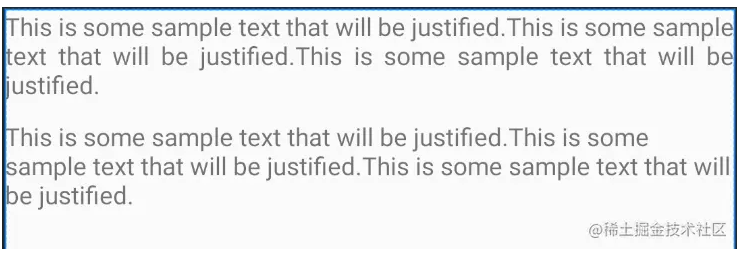 This is some sample text that will be justified.This is some sample
text that will be justified.This is some sample text that will be
justified.
This is some sample text that will be justified.This is some
sample text that will be justified.This is some sample text that will
be justified.
@稀土掘金技术社区